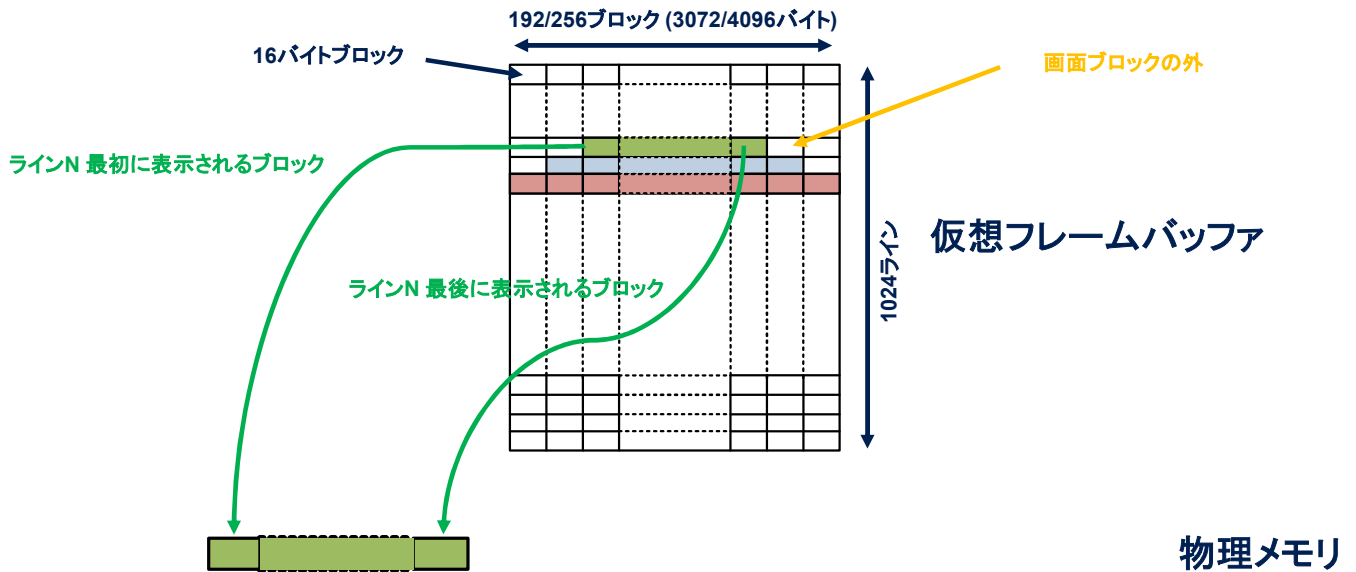 192/256ブロック (3072/4096バイト)
16バイトブロック
画面ブロックの外
ラインN 最初に表示されるブロック
仮想フレームバッファ
1024ライン
ラインN 最後に表示されるブロック
物理メモリ